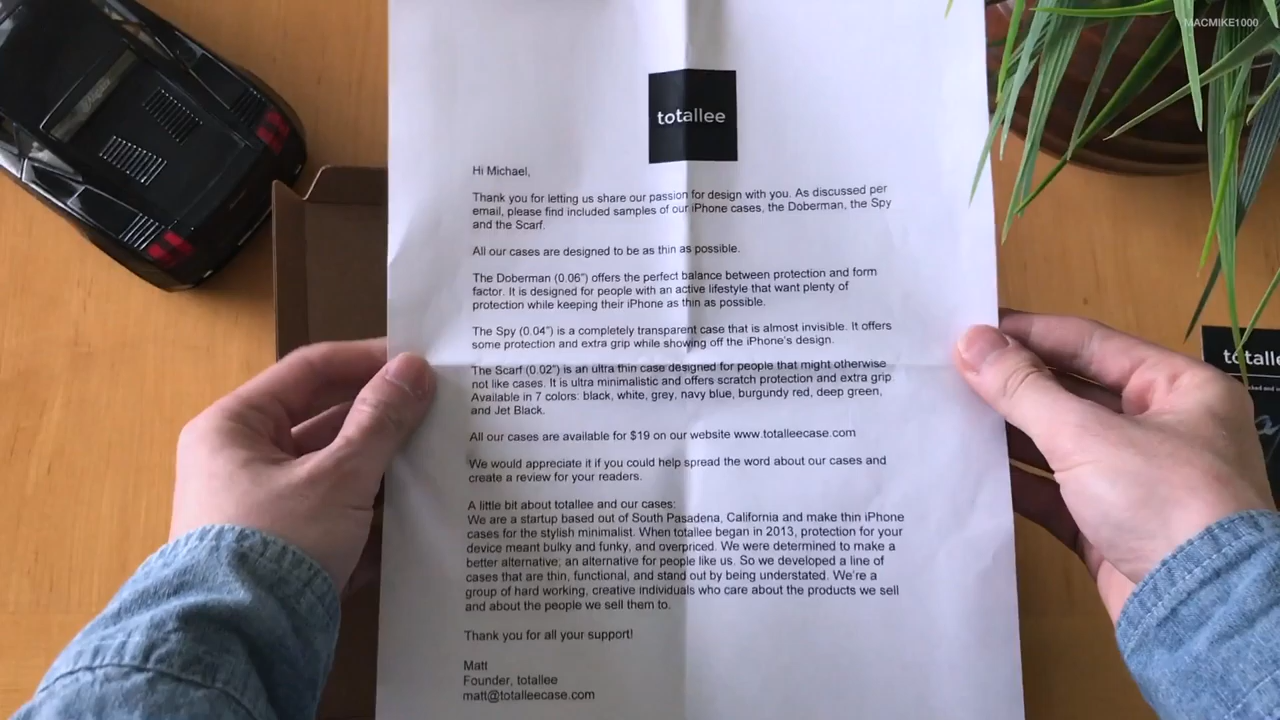 MACMIKE1000
totallee
Hi Michael,
Thank you for letting us share our passion for design with you. As discussed per
email, please find included samples of our iPhone cases, the Doberman, the Spy
and the Scarf.
All our cases are designed to be as thin as possible.
The Doberman (0.06") offers the perfect balance between protection and form
factor. It is designed for people with an active lifestyle that want plenty of
protection while keeping their iPhone as thin as possible.
The Spy (0.04") is a completely transparent case that is almost invisible. It offers
some protection and extra grip while showing off the iPhone's design.
The Scarf (0.02") is an ultra thin case designed for people that might otherwise
not like cases. It is ultra minimalistic and offers scratch protection and extra grip
Available in 7 colors: black, white, grey, navy blue, burgundy red, deep green,
and Jet Black.
All our cases are available for $19 on our website www.totalleecase.com
We would appreciate it if you could help spread the word about our cases and
create a review for your readers.
A little bit about totallee and our cases:
We are a startup based out of South Pasadena, California and make thin iPhone
cases for the stylish minimalist. When totallee began in 2013, protection for your
device meant bulky and funky, and overpriced. We were determined to make a
better alternative; an alternative for people like us. So we developed a line of
cases that are thin, functional, and stand out by being understated. We're a
group of hard working, creative individuals who care about the products we sell
and about the people we sell them to.
Thank you for all your support!
Matt
Founder, totallee
matt@totalleecase.com